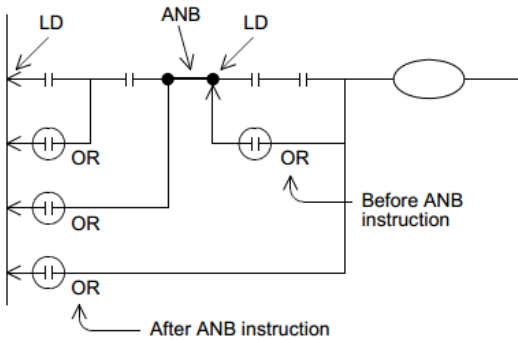 ANB
LD
LD
OR
OR
OR
Before ANB
instruction
OR
After ANB instruction